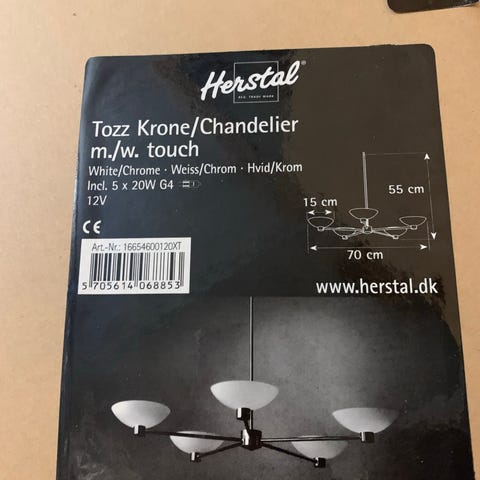 Herstal®
REG. TRADE MARK
Tozz Krone/Chandelier
m./w. touch
White/Chrome · Weiss/Chrom · Hvid/Krom
Incl. 5 x 20W G4
12V
CE
Art.-Nr.: 16654600120XT
5 705614 068853
15 cm
55 cm
70 cm
www.herstal.dk